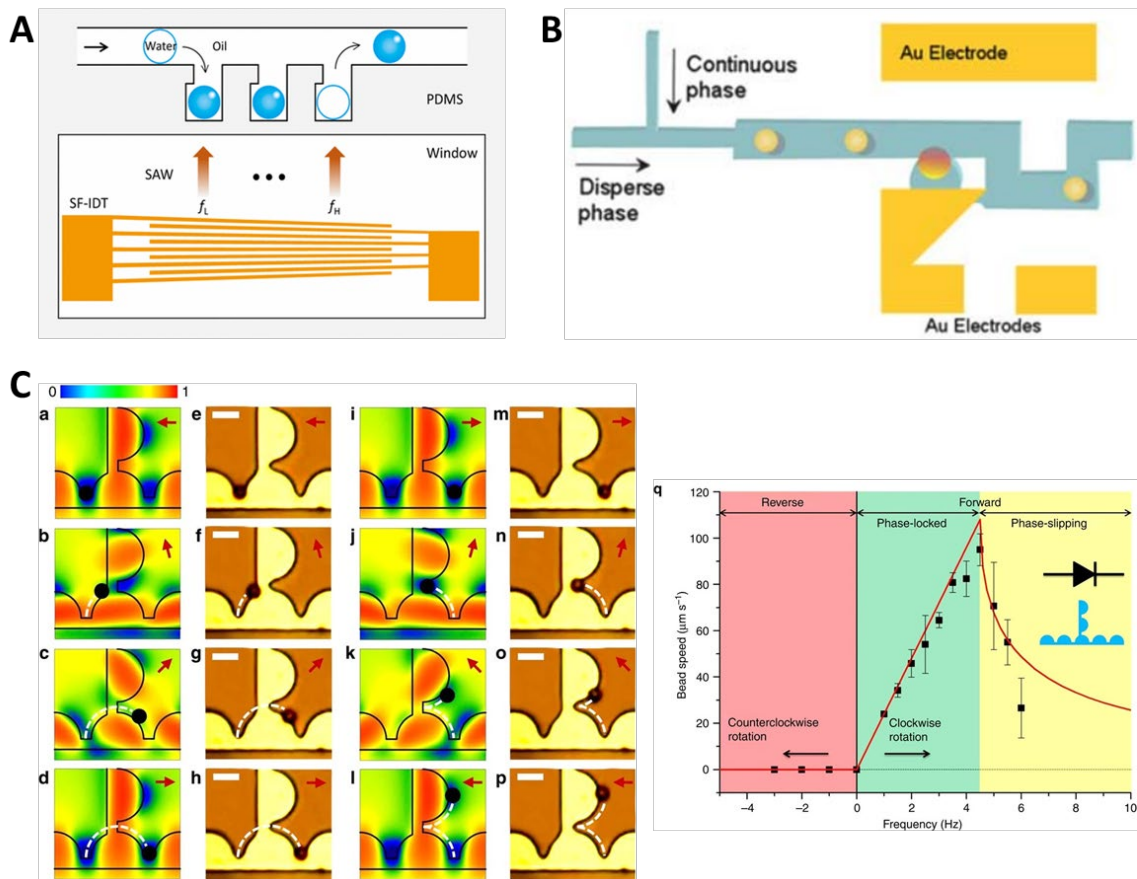 A
Water
Oil
PDMS
Window
SAW
SF-IDT
fL
fH
B
Continuous
phase
Disperse
phase
Au Electrode
Au Electrodes
C
0
1
a
e
i
m
b
f
j
n
c
g
k
o
d
h
l
p
q
Reverse
Forward
Phase-locked
Phase-slipping
Bead speed (μm s⁻¹)
120
100
80
60
40
20
0
Counterclockwise
rotation
Clockwise
rotation
−4 −2 0 2 4 6 8 10
Frequency (Hz)